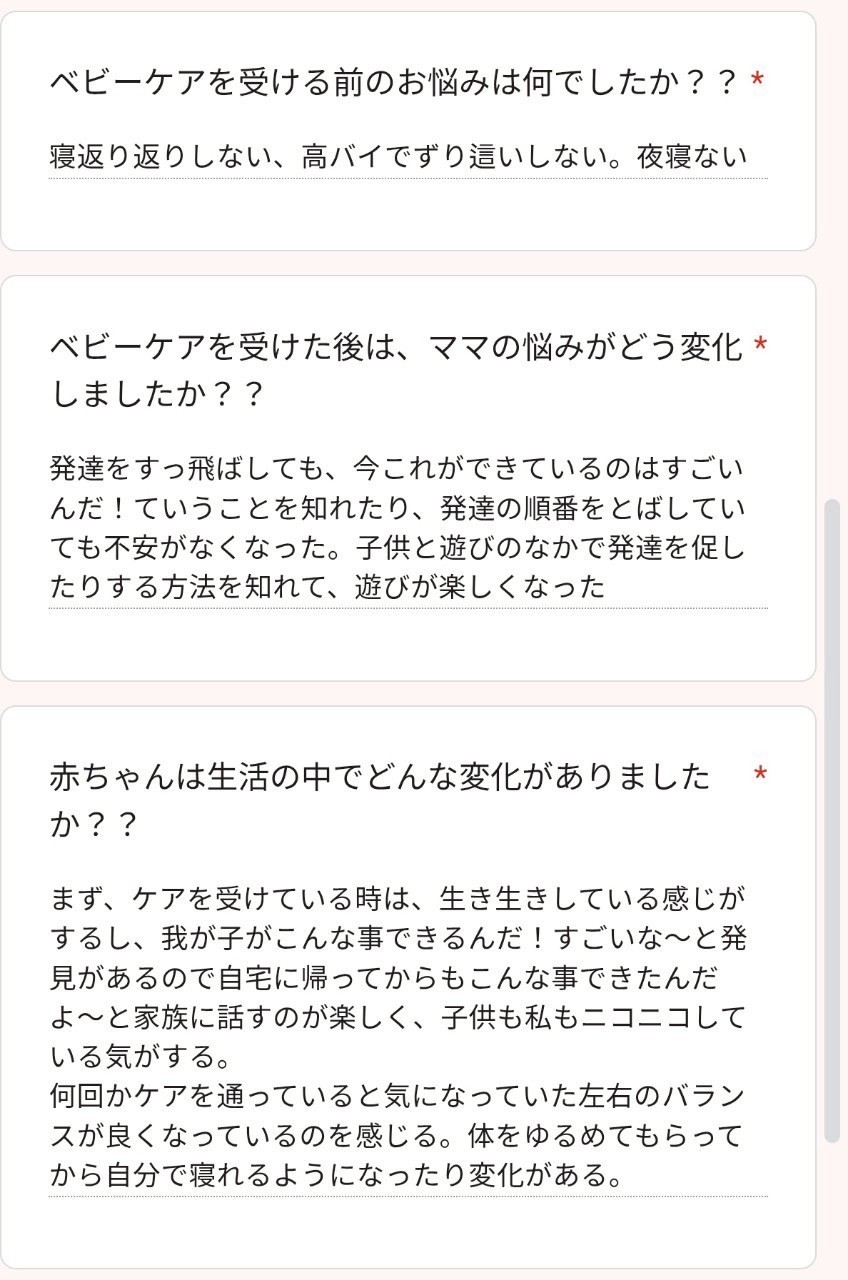 ベビーケアを受ける前のお悩みは何でしたか？？ *
寝返り返りしない、高バイでずり這いしない。夜寝ない
ベビーケアを受けた後は、ママの悩みがどう変化 *
しましたか？？
発達をすっ飛ばしても、今これができているのはすごい
んだ！ていうことを知れたり、発達の順番をとばしてい
ても不安がなくなった。子供と遊びのなかで発達を促し
たりする方法を知れて、遊びが楽しくなった
赤ちゃんは生活の中でどんな変化がありました *
か？？
まず、ケアを受けている時は、生き生きしている感じが
するし、我が子がこんな事できるんだ！すごいな〜と発
見があるので自宅に帰ってからもこんな事できたんだ
よ〜と家族に話すのが楽しく、子供も私もニコニコして
いる気がする。
何回かケアを通っていると気になっていた左右のバラン
スが良くなっているのを感じる。体をゆるめてもらって
から自分で寝れるようになったり変化がある。